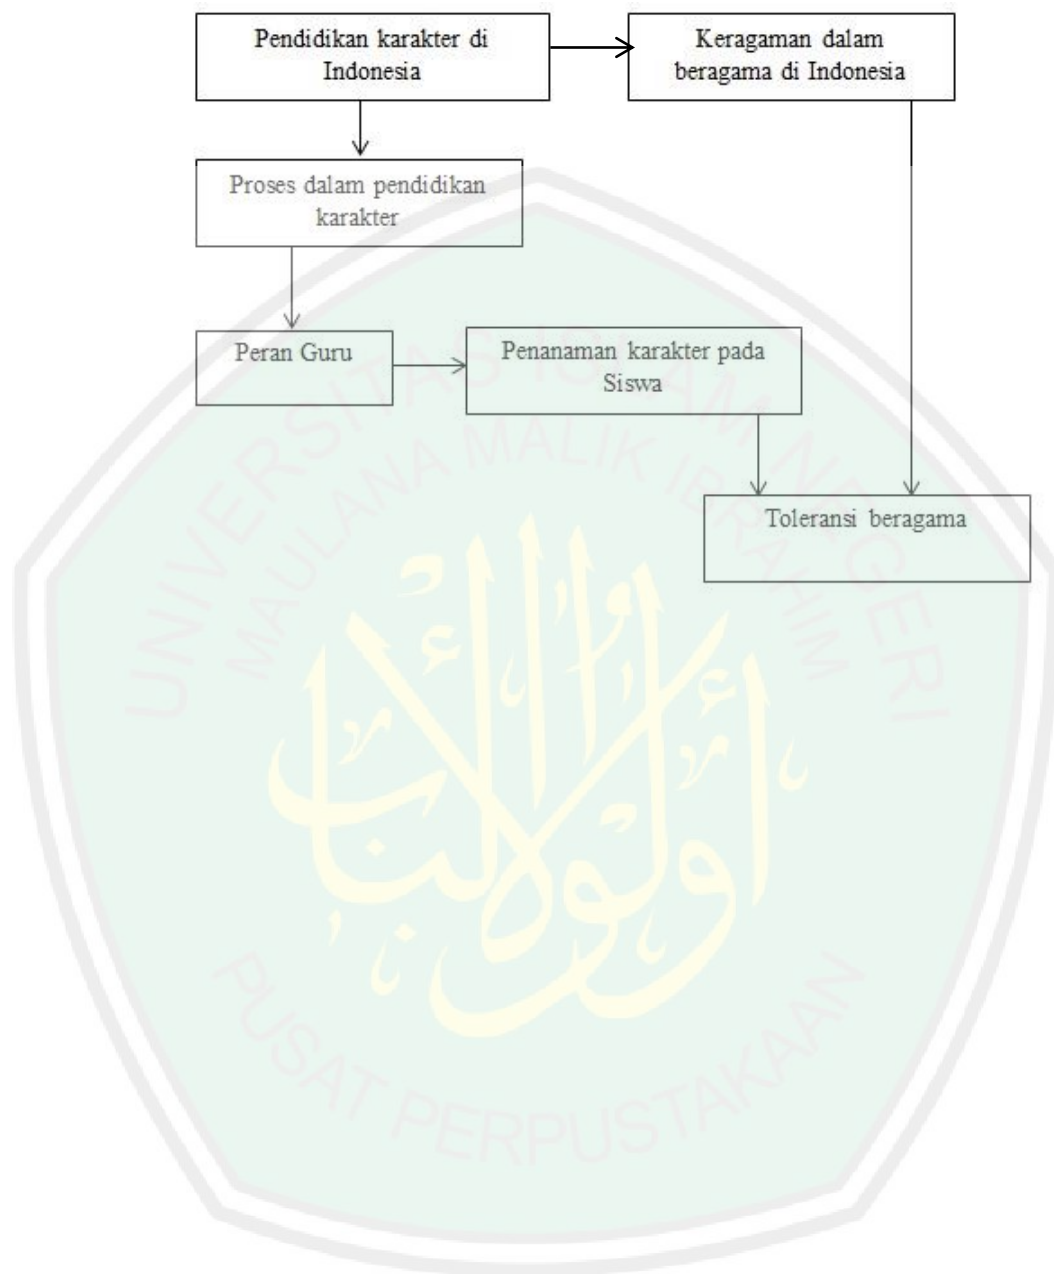 Pendidikan karakter di
Indonesia
Keragaman dalam
beragama di Indonesia
Proses dalam pendidikan
karakter
Peran Guru
Penanaman karakter pada
Siswa
Toleransi beragama
UNIVERSITAS ISLAM NEGERI
MAULANA MALIK IBRAHIM
PUSAT PERPUSTAKAAN